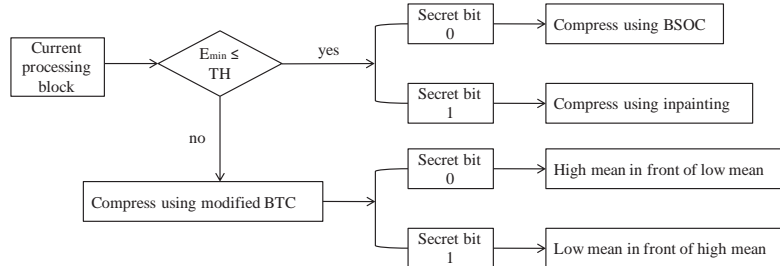 Current
processing
block
E_min ≤
TH
yes
no
Secret bit
0
Compress using BSOC
Secret bit
1
Compress using inpainting
Compress using modified BTC
Secret bit
0
High mean in front of low mean
Secret bit
1
Low mean in front of high mean